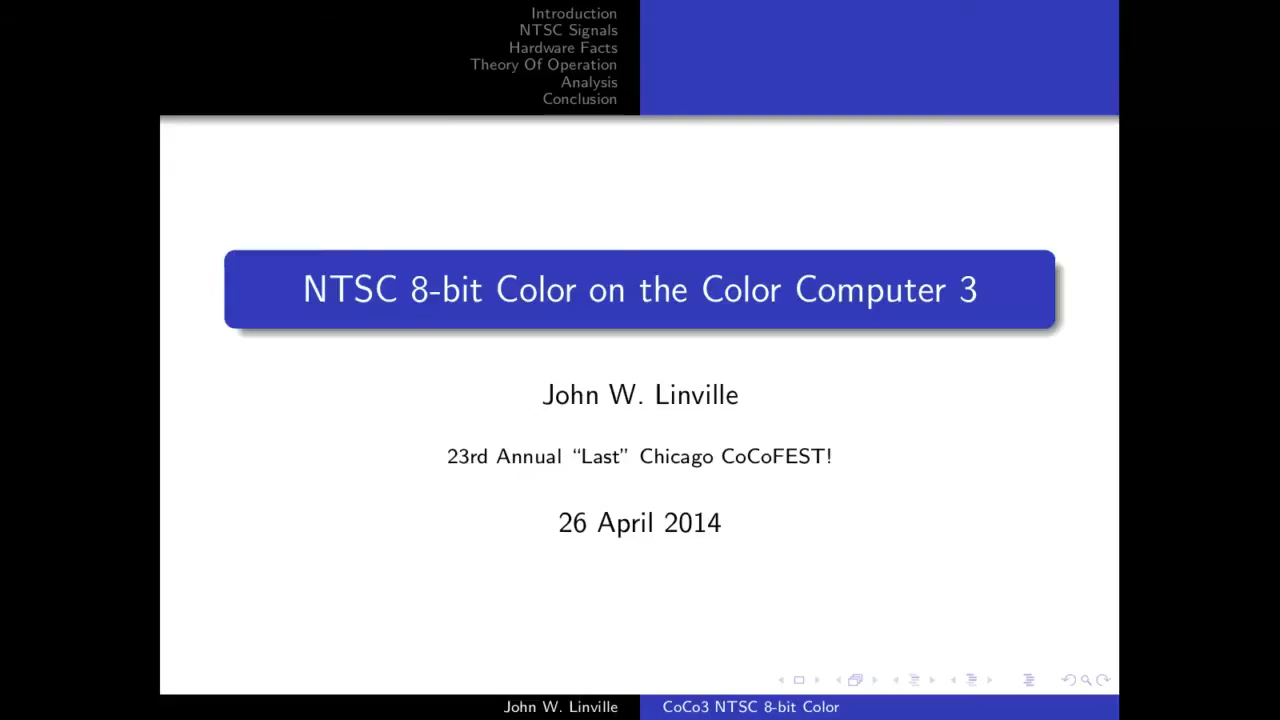 Introduction
NTSC Signals
Hardware Facts
Theory Of Operation
Analysis
Conclusion
NTSC 8-bit Color on the Color Computer 3
John W. Linville
23rd Annual “Last” Chicago CoCoFEST!
26 April 2014
John W. Linville
CoCo3 NTSC 8-bit Color